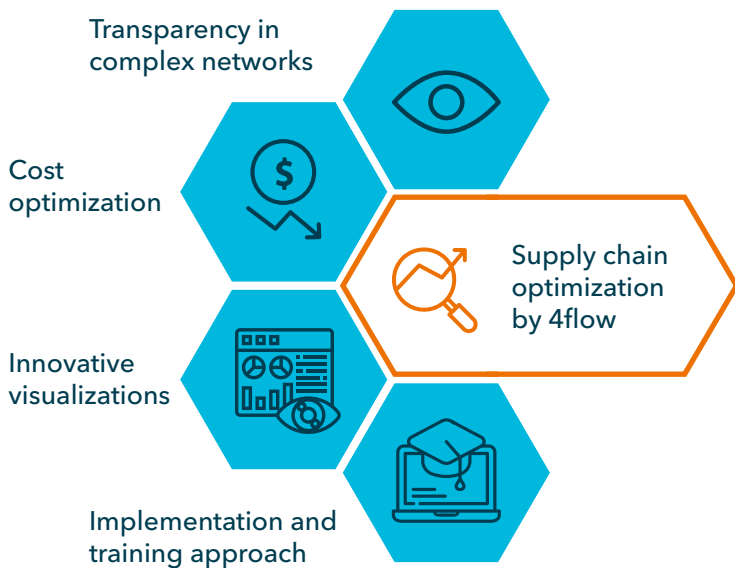 Transparency in
complex networks
$
Cost
optimization
Supply chain
optimization
by 4flow
Innovative
visualizations
Implementation and
training approach